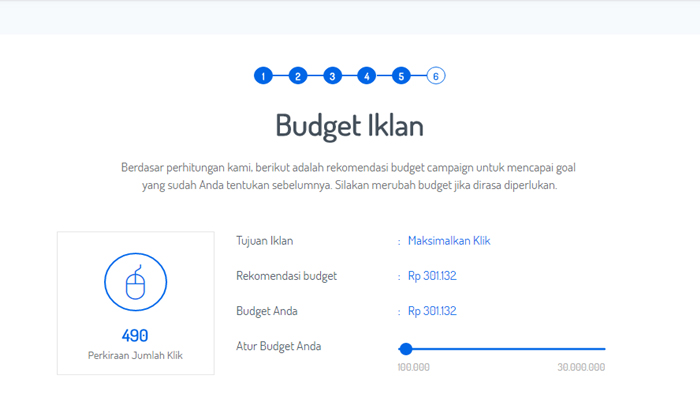 1 2 3 4 5 6
Budget Iklan
Berdasar perhitungan kami, berikut adalah rekomendasi budget campaign untuk mencapai goal
yang sudah Anda tentukan sebelumnya. Silakan merubah budget jika dirasa diperlukan.
490
Perkiraan Jumlah Klik
Tujuan Iklan : Maksimalkan Klik
Rekomendasi budget : Rp 301.132
Budget Anda : Rp 301.132
Atur Budget Anda
100.000 30.000.000